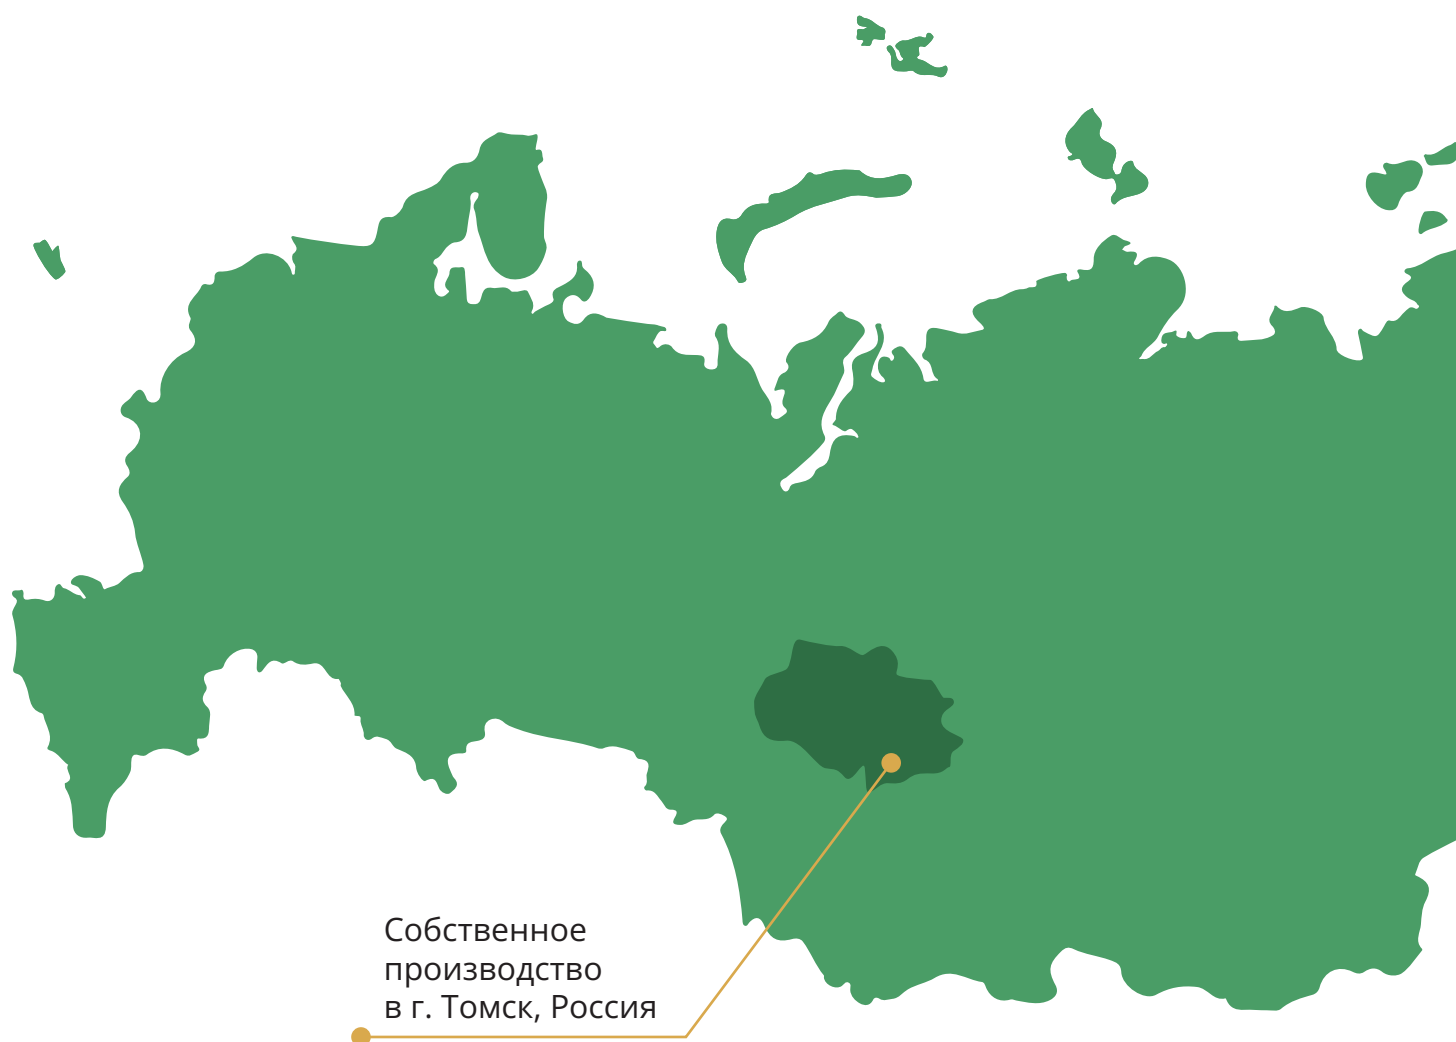 Собственное
производство
в г. Томск, Россия